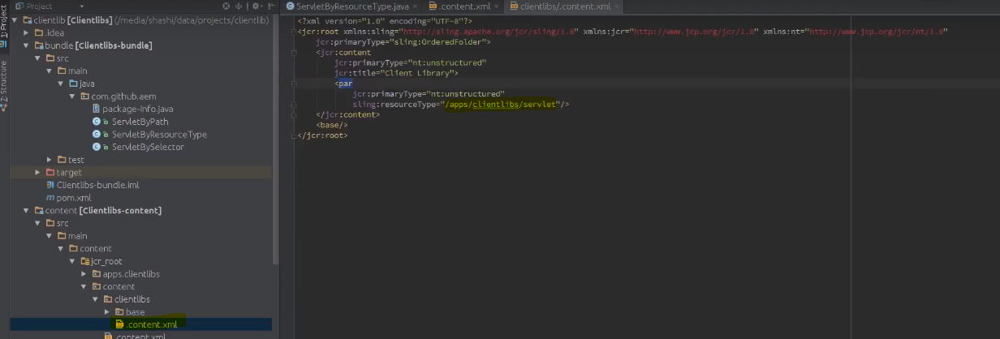 Project
ServletByResourceType.java
.content.xml
clientlibs/.content.xml
1: Project
7: Structure
clientlib [Clientlibs] (/media/shashi/data/projects/clientlib)
.idea
bundle [Clientlibs-bundle]
src
main
java
com.github.aem
package-info.java
ServletByPath
ServletByResourceType
ServletBySelector
test
target
Clientlibs-bundle.iml
pom.xml
content [Clientlibs-content]
src
main
content
jcr_root
apps.clientlibs
content
clientlibs
base
.content.xml
.content.xml
<?xml version="1.0" encoding="UTF-8"?>
<jcr:root xmlns:sling="http://sling.apache.org/jcr/sling/1.0" xmlns:jcr="http://www.jcp.org/jcr/1.0" xmlns:nt="http://www.jcp.org/jcr/nt/1.0"
jcr:primaryType="sling:OrderedFolder">
<jcr:content
jcr:primaryType="nt:unstructured"
jcr:title="Client Library">
<par
jcr:primaryType="nt:unstructured"
sling:resourceType="/apps/clientlibs/servlet"/>
</jcr:content>
<base/>
</jcr:root>